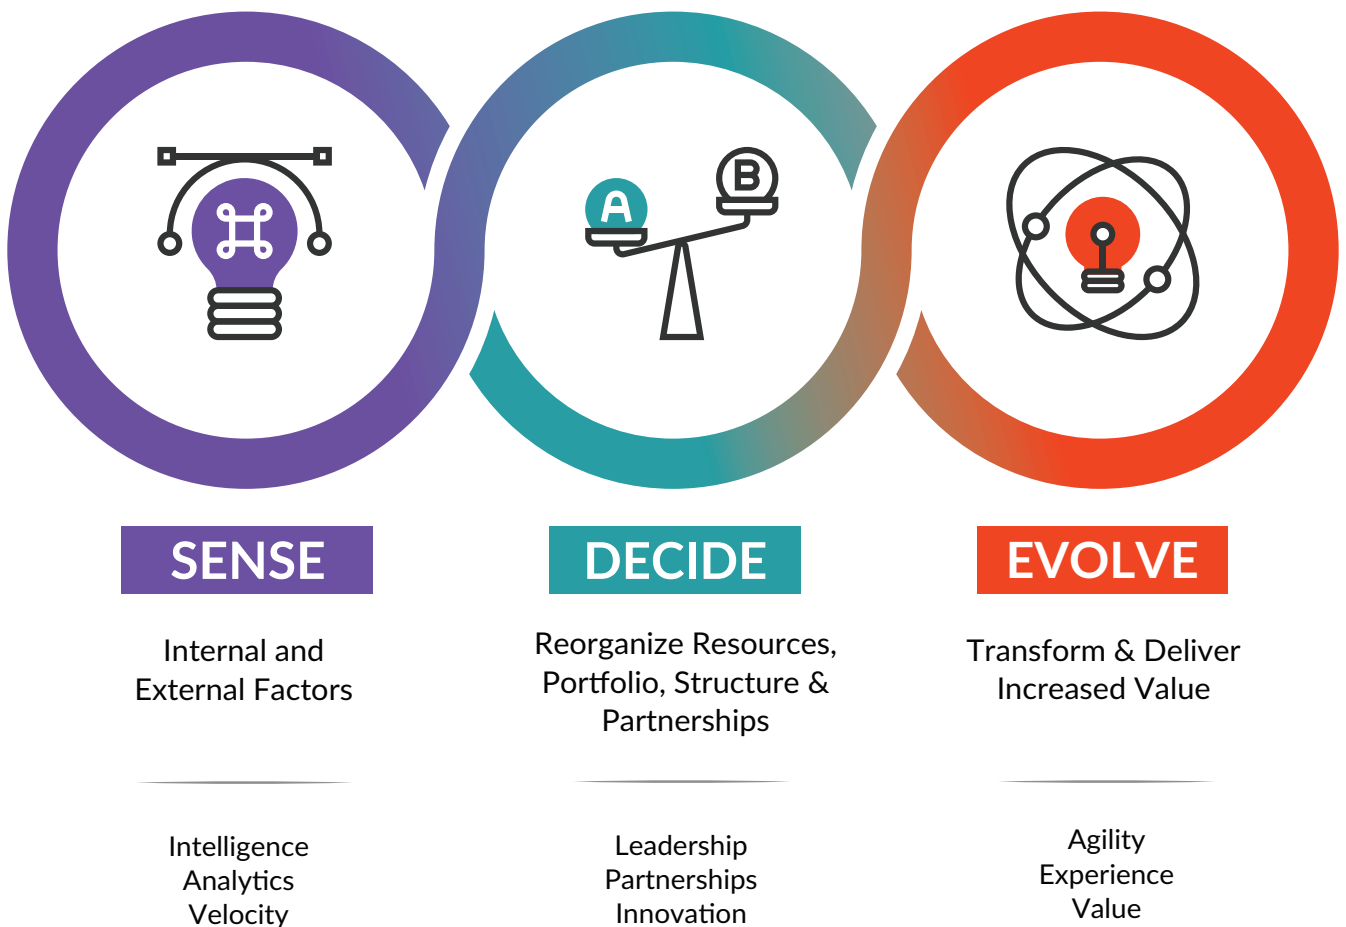 A
B
SENSE
Internal and
External Factors
Intelligence
Analytics
Velocity
DECIDE
Reorganize Resources,
Portfolio, Structure &
Partnerships
Leadership
Partnerships
Innovation
EVOLVE
Transform & Deliver
Increased Value
Agility
Experience
Value